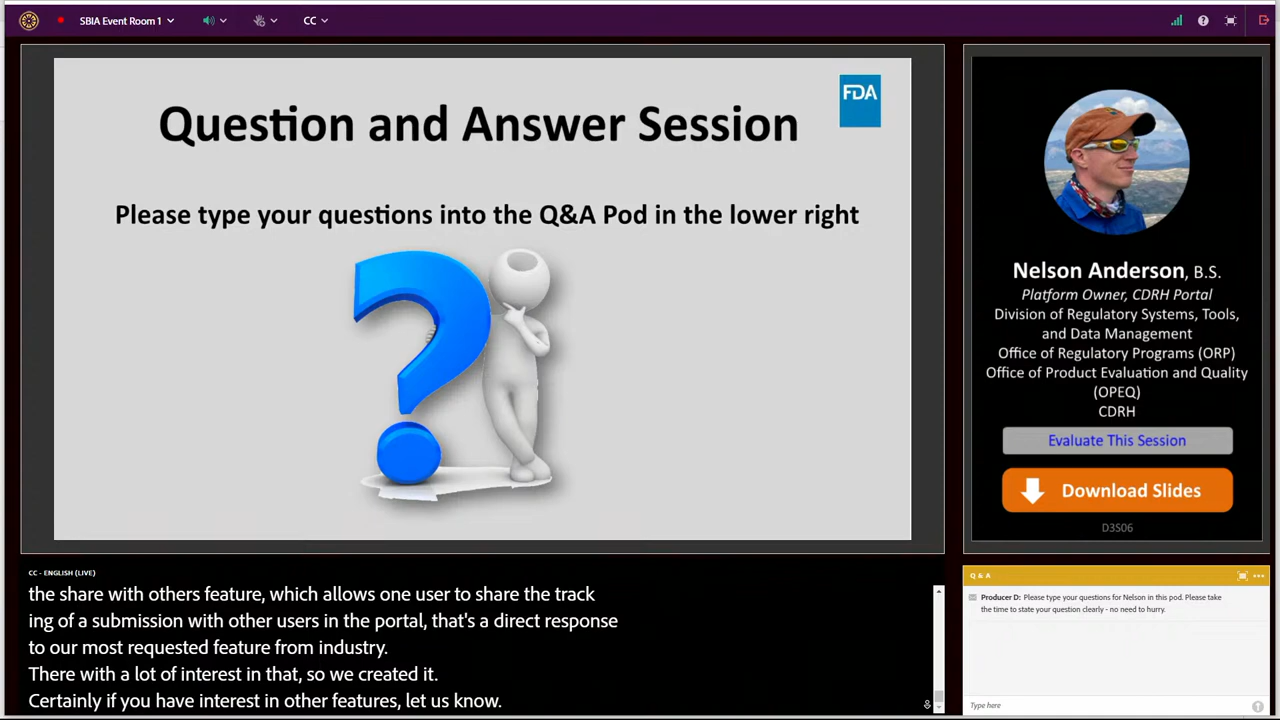 SBIA Event Room 1
CC
FDA
Question and Answer Session
Please type your questions into the Q&A Pod in the lower right
Nelson Anderson, B.S.
Platform Owner, CDRH Portal
Division of Regulatory Systems, Tools,
and Data Management
Office of Regulatory Programs (ORP)
Office of Product Evaluation and Quality
(OPEQ)
CDRH
Evaluate This Session
Download Slides
D3S06
CC - ENGLISH (LIVE)
the share with others feature, which allows one user to share the track
ing of a submission with other users in the portal, that's a direct response
to our most requested feature from industry.
There with a lot of interest in that, so we created it.
Certainly if you have interest in other features, let us know.
Q & A
Producer D: Please type your questions for Nelson in this pod. Please take
the time to state your question clearly - no need to hurry.
Type here